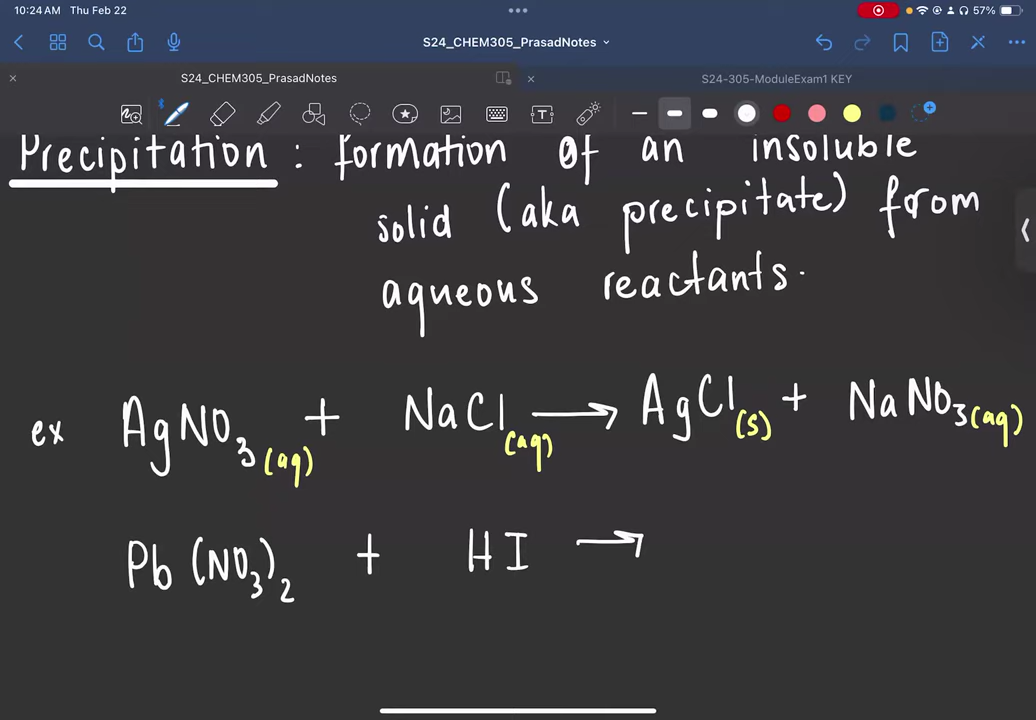 10:24 AM Thu Feb 22
57%
S24_CHEM305_PrasadNotes
S24_CHEM305_PrasadNotes
S24-305-ModuleExam1 KEY
Precipitation : formation of an insoluble
solid (aka precipitate) from
aqueous reactants.
ex AgNO3(aq) + NaCl(aq) → AgCl(s) + NaNO3(aq)
Pb(NO3)2 + HI →